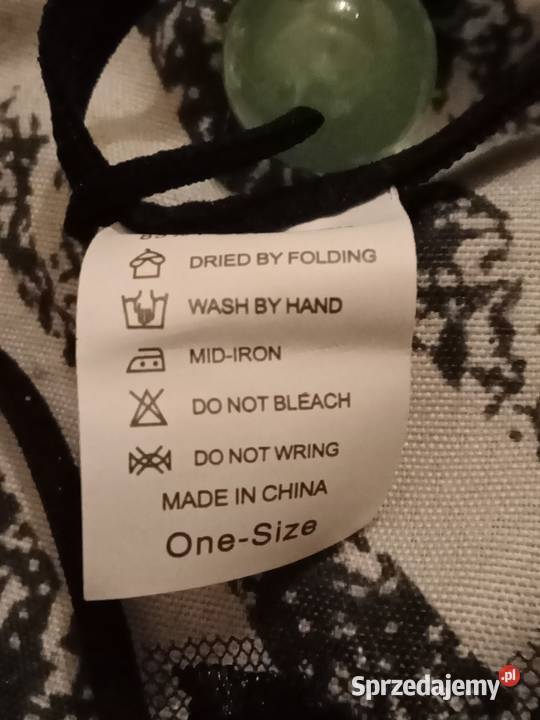 DRIED BY FOLDING
WASH BY HAND
MID-IRON
DO NOT BLEACH
DO NOT WRING
MADE IN CHINA
One-Size
Sprzedajemy.pl